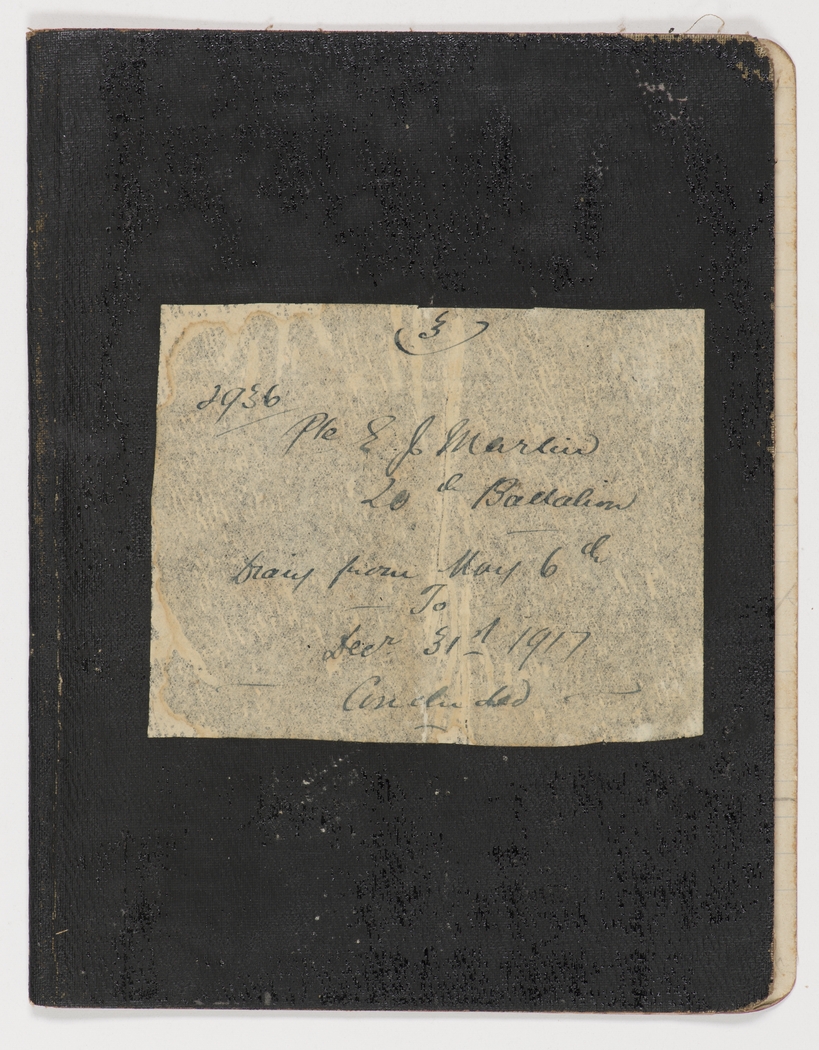 3
2936
Pte E J Martin
20th Battalion
Diary from May 6th
To
Decr 31st 1917
Concluded